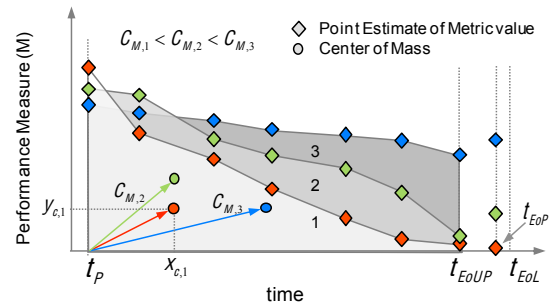 C_{M,1} < C_{M,2} < C_{M,3}
Point Estimate of Metric value
Center of Mass
Performance Measure (M)
3
2
1
C_{M,2}
C_{M,3}
y_{c,1}
t_P
x_{c,1}
time
t_{EoUP}
t_{EoP}
t_{EoL}